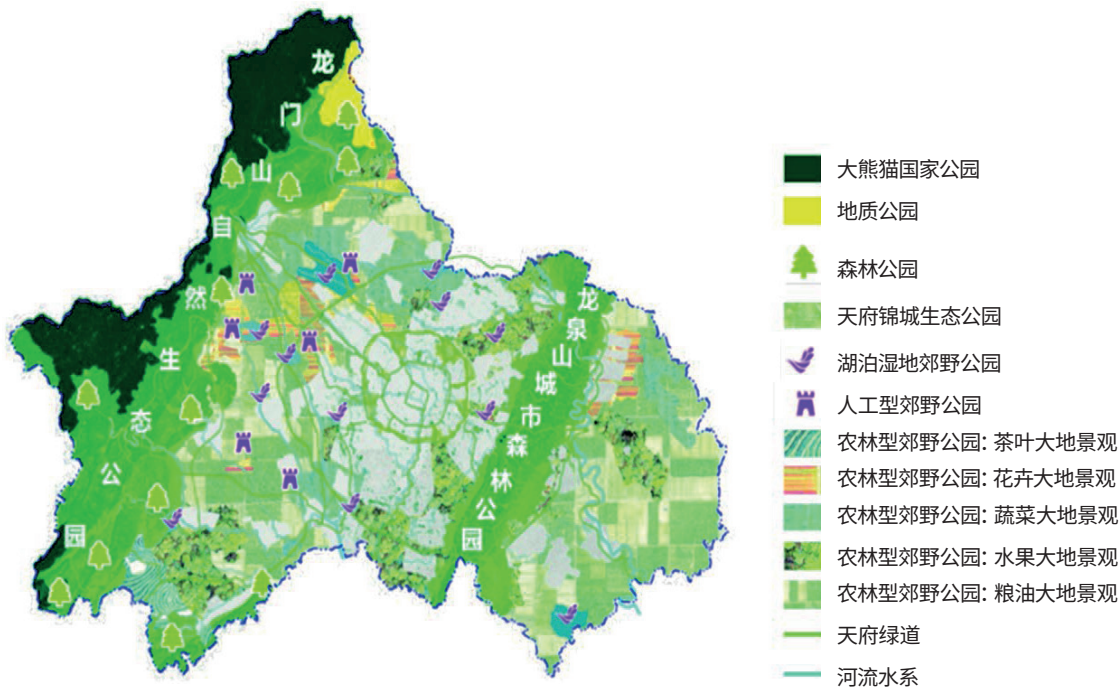 龙门山自然生态公园
龙泉山城市森林公园
大熊猫国家公园
地质公园
森林公园
天府锦城生态公园
湖泊湿地郊野公园
人工型郊野公园
农林型郊野公园: 茶叶大地景观
农林型郊野公园: 花卉大地景观
农林型郊野公园: 蔬菜大地景观
农林型郊野公园: 水果大地景观
农林型郊野公园: 粮油大地景观
天府绿道
河流水系